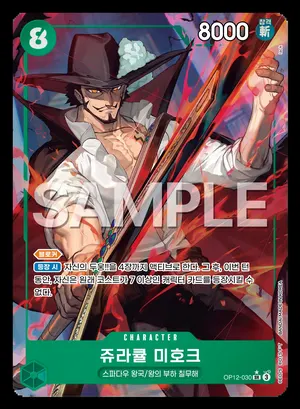 8
8000
참격
斬
SAMPLE
블로커
등장 시 자신의 두웅!!을 4장까지 액티브로 한다. 그 후, 이번 턴
동안, 자신은 원래 코스트가 7 이상인 캐릭터 카드를 등장시킬 수
없다.
CHARACTER
쥬라큘 미호크
스파다우 왕국/왕의 부하 칠무해
OP12-030 SR 3